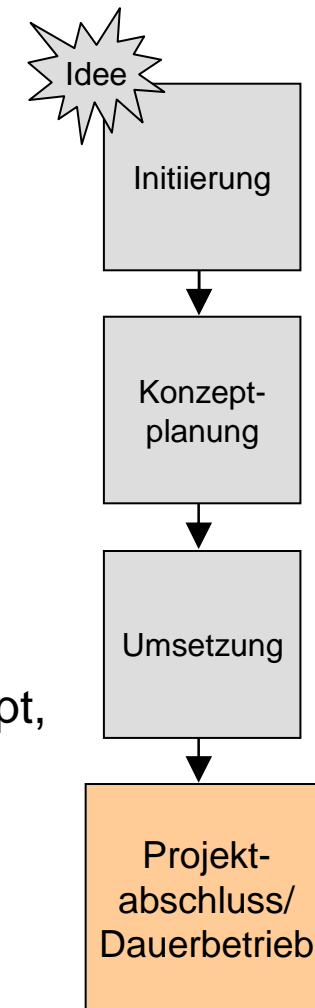 Idee
Initiierung
Konzept-
planung
Umsetzung
pt,
Projekt-
abschluss/
Dauerbetrieb